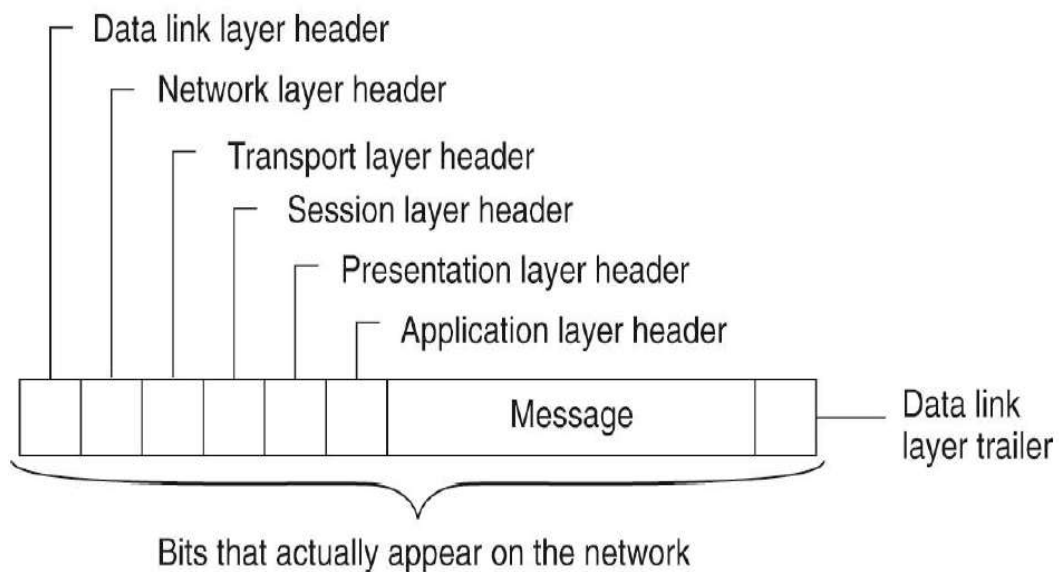 Data link layer header
Network layer header
Transport layer header
Session layer header
Presentation layer header
Application layer header
Message
Data link
layer trailer
Bits that actually appear on the network